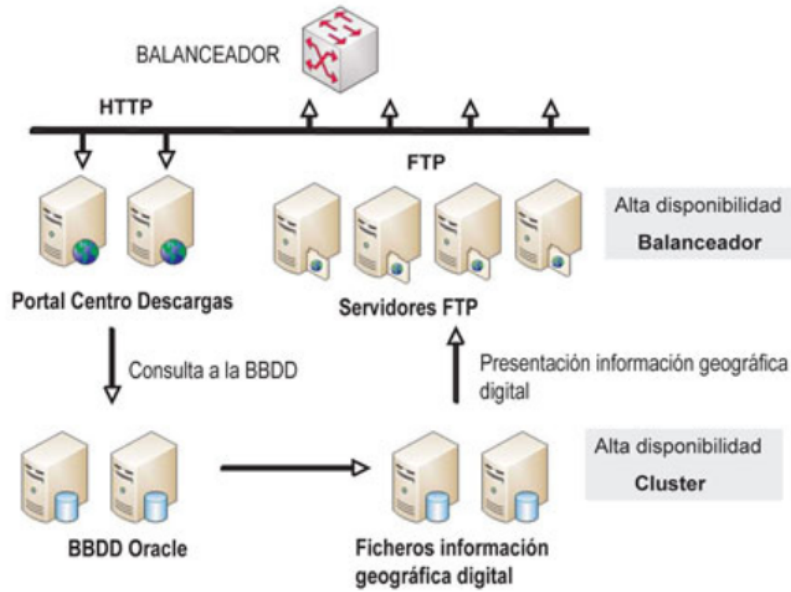 BALANCEADOR
HTTP
FTP
Alta disponibilidad
Balanceador
Portal Centro Descargas
Servidores FTP
Consulta a la BBDD
Presentación información geográfica
digital
Alta disponibilidad
Cluster
BBDD Oracle
Ficheros información
geográfica digital